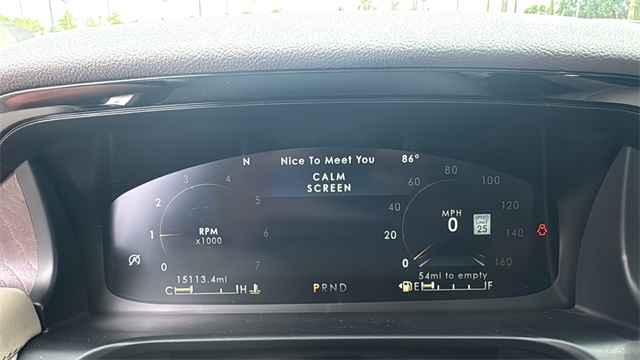 N Nice To Meet You 86°
CALM
SCREEN
0 1 2 3 4 5 6 7
RPM
x1000
0 20 40 60 80 100 120 140 160
MPH
0
SPEED
LIMIT
25
15113.4mi
C H
PRND
54mi to empty
E F